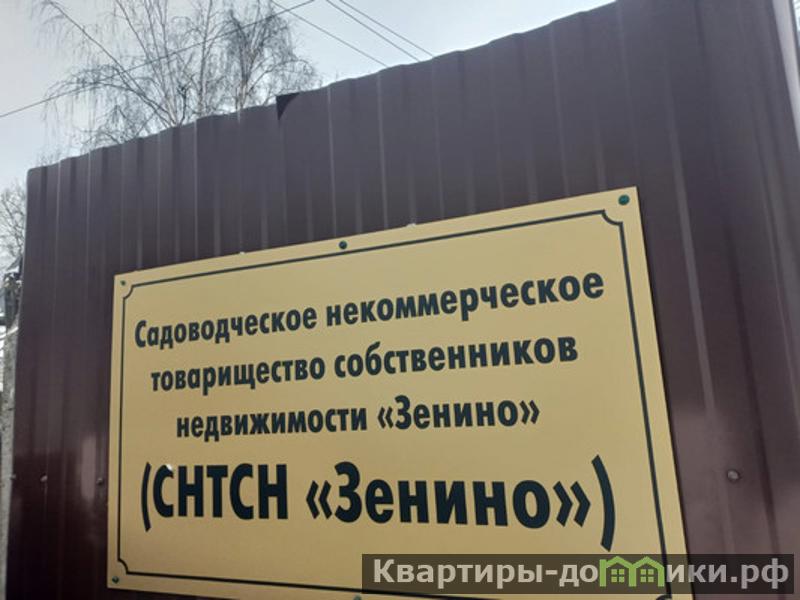 Садоводческое некоммерческое
товарищество собственников
недвижимости «Зенино»
(СНТСН «Зенино»)
Квартиры-домики.рф